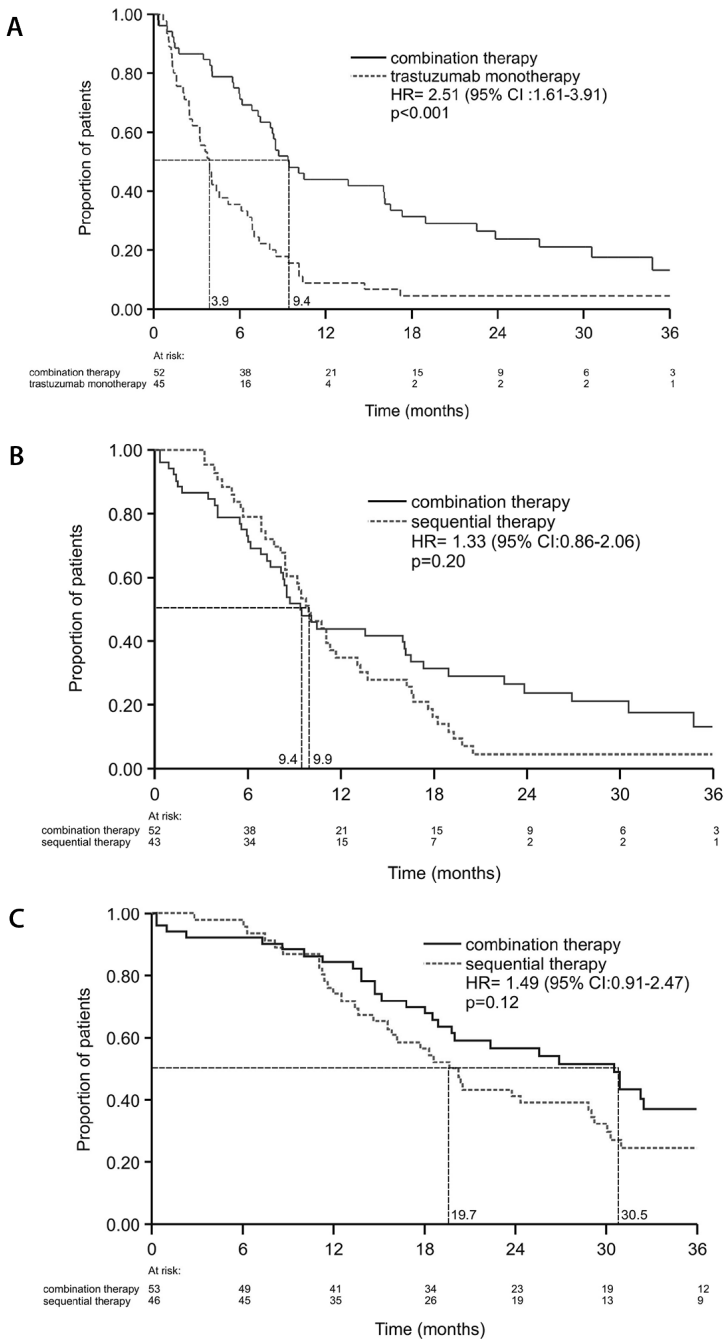 A
1.00
0.80
0.60
0.40
0.20
0.00
Proportion of patients
combination therapy
trastuzumab monotherapy
HR= 2.51 (95% CI :1.61-3.91)
p<0.001
3.9
9.4
0 6 12 18 24 30 36
At risk:
combination therapy 52 38 21 15 9 6 3
trastuzumab monotherapy 45 16 4 2 2 2 1
Time (months)
B
1.00
0.80
0.60
0.40
0.20
0.00
Proportion of patients
combination therapy
sequential therapy
HR= 1.33 (95% CI:0.86-2.06)
p=0.20
9.4
9.9
0 6 12 18 24 30 36
At risk:
combination therapy 52 38 21 15 9 6 3
sequential therapy 43 34 15 7 2 2 1
Time (months)
C
1.00
0.80
0.60
0.40
0.20
0.00
Proportion of patients
combination therapy
sequential therapy
HR= 1.49 (95% CI:0.91-2.47)
p=0.12
19.7
30.5
0 6 12 18 24 30 36
At risk:
combination therapy 53 49 41 34 23 19 12
sequential therapy 46 45 35 26 19 13 9
Time (months)